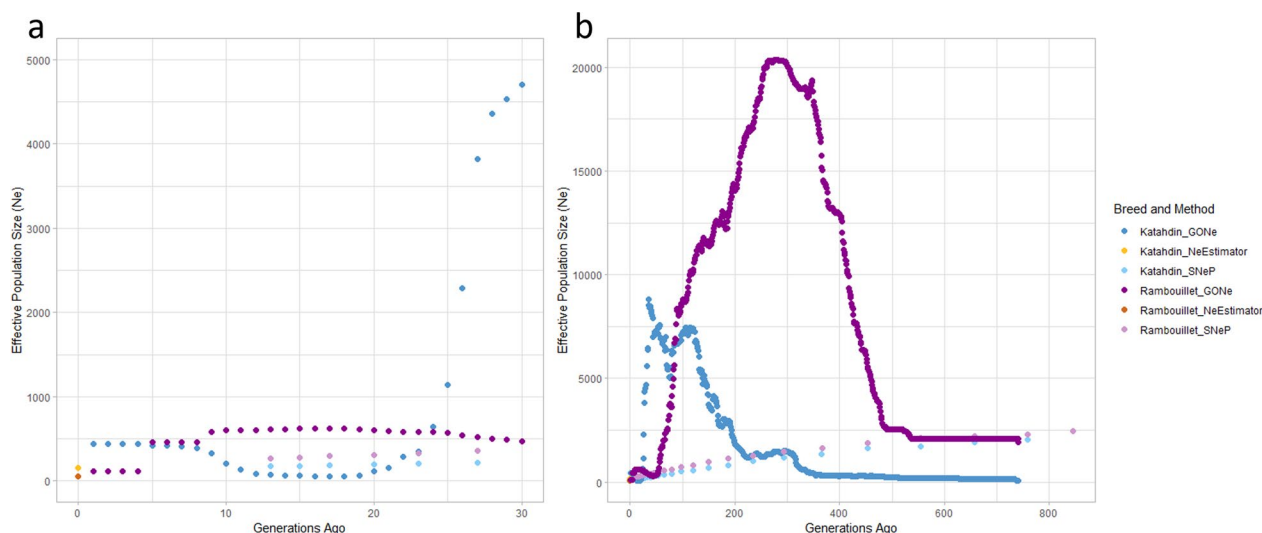 a
5000
4000
3000
2000
1000
0
Effective Population Size (Ne)
0 10 20 30
Generations Ago
b
20000
15000
10000
5000
0
Effective Population Size (Ne)
0 200 400 600 800
Generations Ago
Breed and Method
Katahdin_GONe
Katahdin_NeEstimator
Katahdin_SNeP
Rambouillet_GONe
Rambouillet_NeEstimator
Rambouillet_SNeP